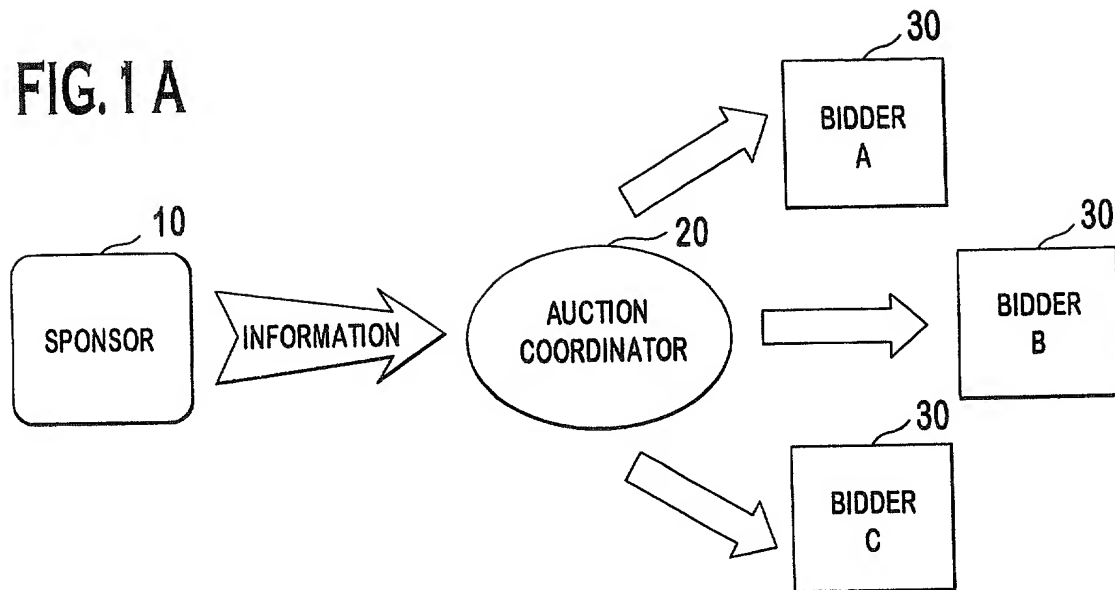 FIG. 1 A
10
SPONSOR
INFORMATION
20
AUCTION
COORDINATOR
30
BIDDER
A
30
BIDDER
B
30
BIDDER
C